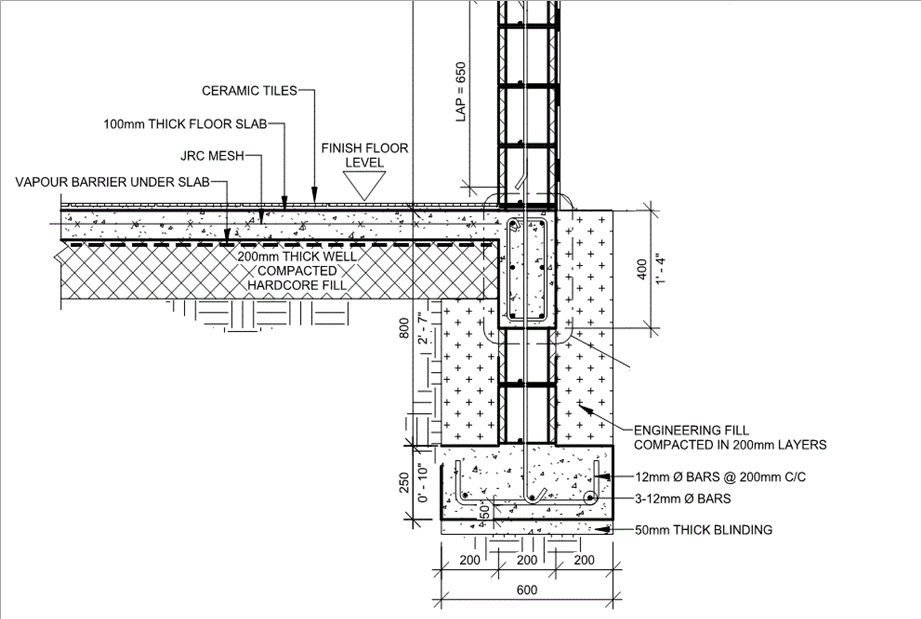 LAP = 650
CERAMIC TILES
100mm THICK FLOOR SLAB
JRC MESH
FINISH FLOOR
LEVEL
VAPOUR BARRIER UNDER SLAB
200mm THICK WELL
COMPACTED
HARDCORE FILL
400
1' - 4"
800
2' - 7"
ENGINEERING FILL
COMPACTED IN 200mm LAYERS
250
0' - 10"
12mm Ø BARS @ 200mm C/C
3-12mm Ø BARS
50
50mm THICK BLINDING
200
200
200
600